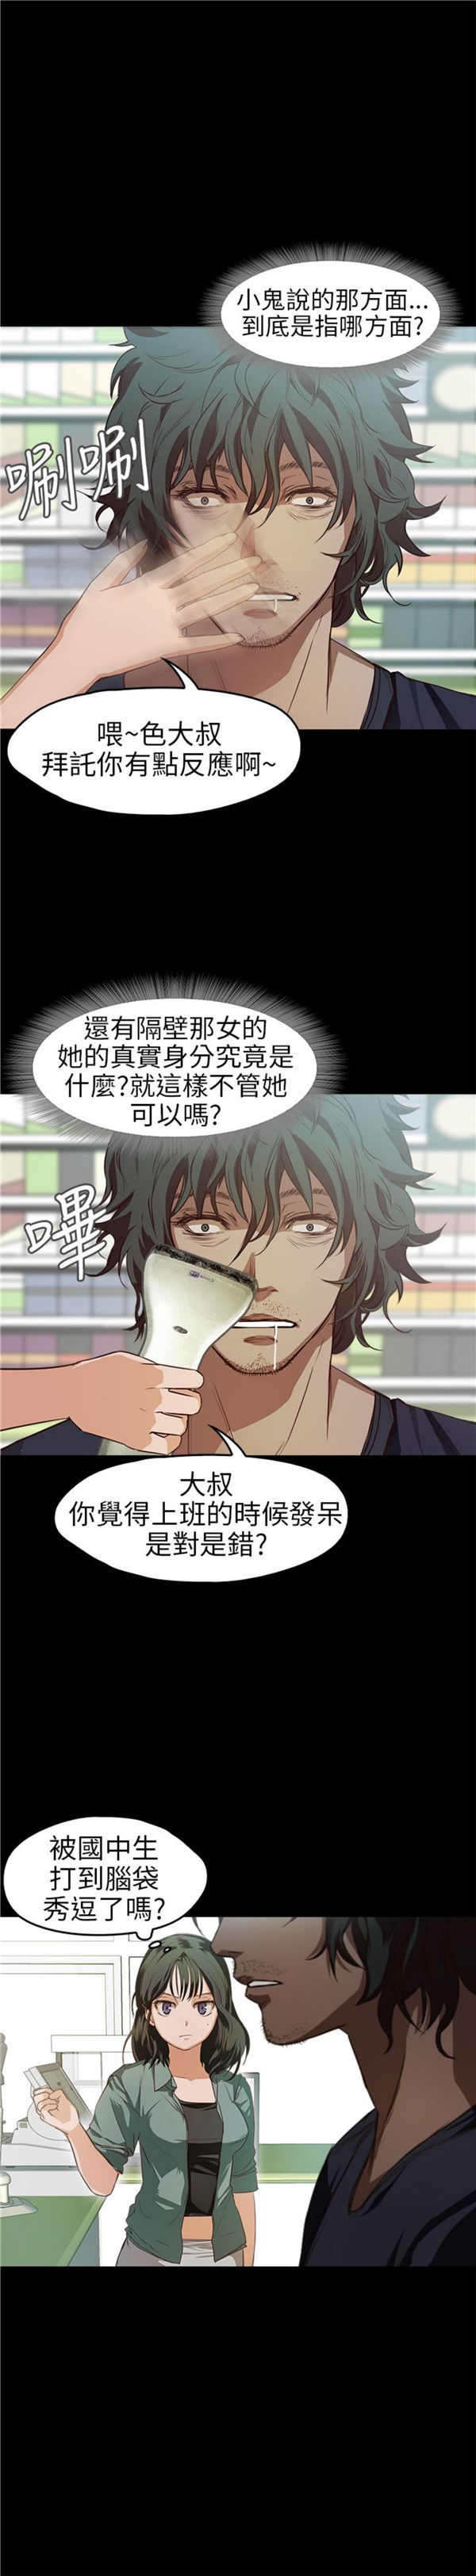 小鬼說的那方面...
到底是指哪方面?
唰唰
喂~色大叔
拜託你有點反應啊~
還有隔壁那女的
她的真實身分究竟是
什麼?就這樣不管她
可以嗎?
嗶
大叔
你覺得上班的時候發呆
是對是錯?
被國中生
打到腦袋
秀逗了嗎?